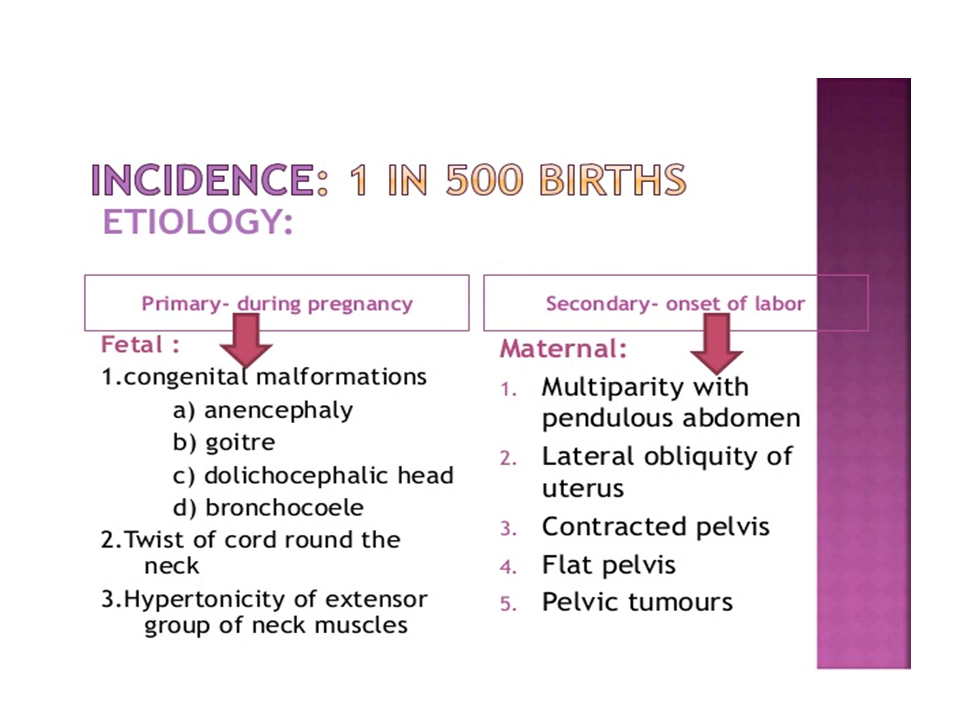 INCIDENCE: 1 IN 500 BIRTHS
ETIOLOGY:
Primary- during pregnancy
Fetal :
1.congenital malformations
a) anencephaly
b) goitre
c) dolichocephalic head
d) bronchocoele
2.Twist of cord round the
neck
3.Hypertonicity of extensor
group of neck muscles
Secondary- onset of labor
Maternal:
1. Multiparity with
pendulous abdomen
2. Lateral obliquity of
uterus
3. Contracted pelvis
4. Flat pelvis
5. Pelvic tumours